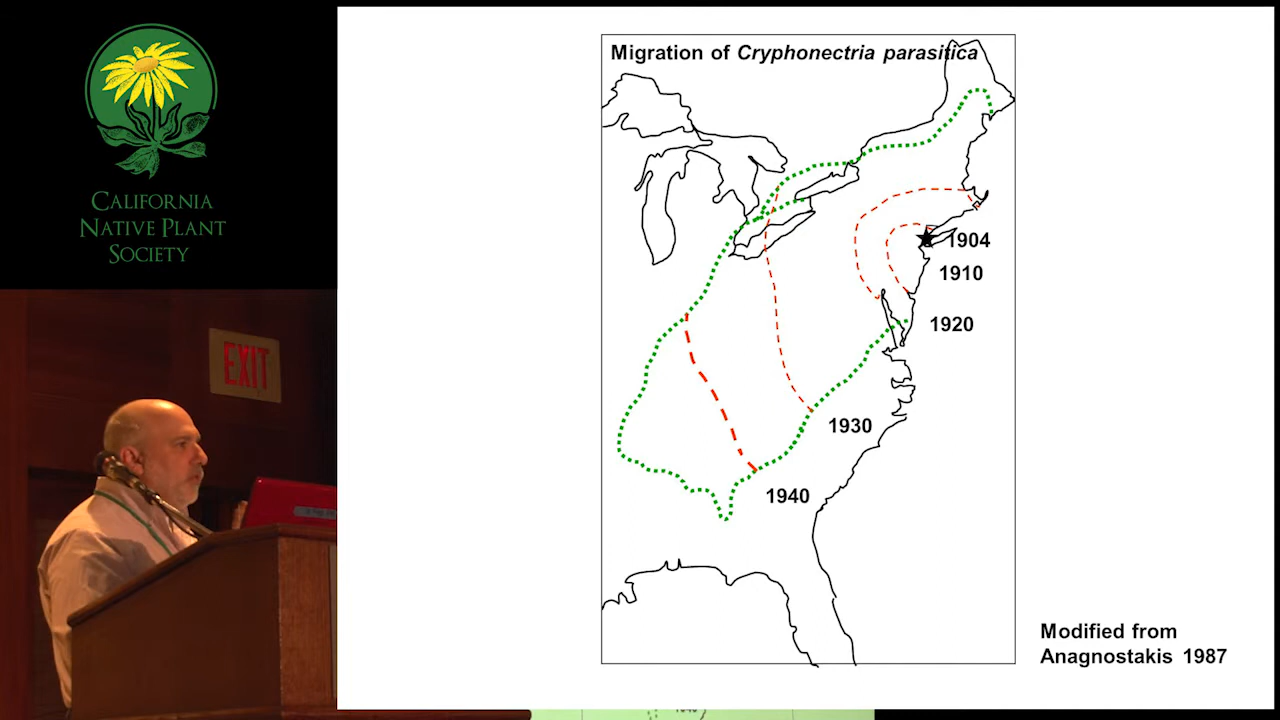 CALIFORNIA
NATIVE PLANT
SOCIETY
EXIT
Migration of Cryphonectria parasitica
1904
1910
1920
1930
1940
Modified from
Anagnostakis 1987